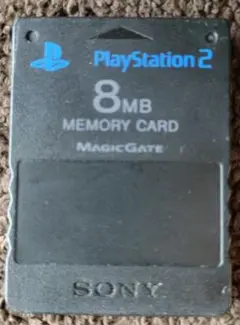 PlayStation 2
8MB
MEMORY CARD
MAGICGATE
SONY